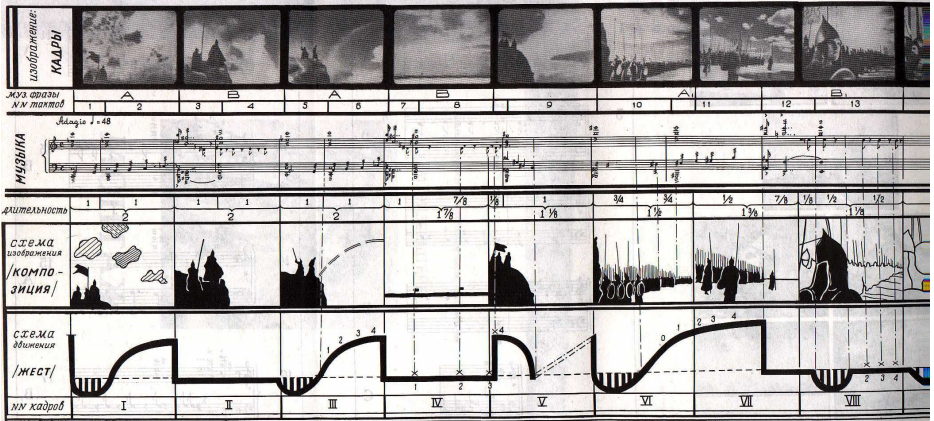 изображение:
КАДРЫ
муз. фразы A B A B A₁ B₁
NN тактов 1 2 3 4 5 6 7 8 9 10 11 12 13
МУЗЫКА
Adagio ♩=48
длительность 1 1 1 1 1 1 1 7/8 1/8 1 3/4 3/4 1/2 7/8 1/8 1/2 1/2
2 2 2 1 7/8 1 1/8 1 1/2 1 3/8 1 1/8
схема
изображения
/КОМПО-
ЗИЦИЯ/
схема
движения
/ЖЕСТ/
1 2 3 4
1 2 3
4
0 1 2 3 4
2 3 4
NN кадров I II III IV V VI VII VIII